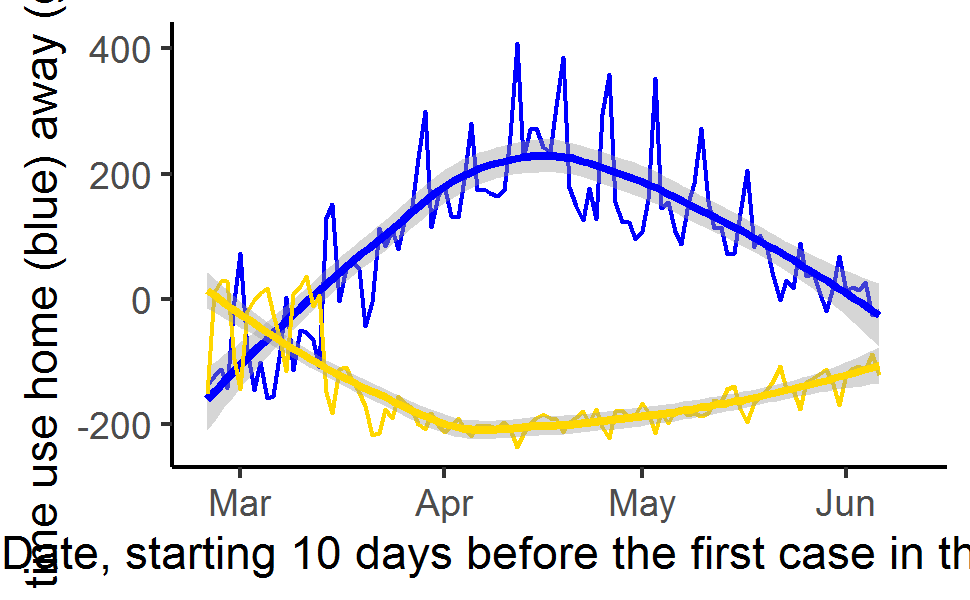 time use home (blue) away (
400
200
0
-200
Mar Apr May Jun
Date, starting 10 days before the first case in th